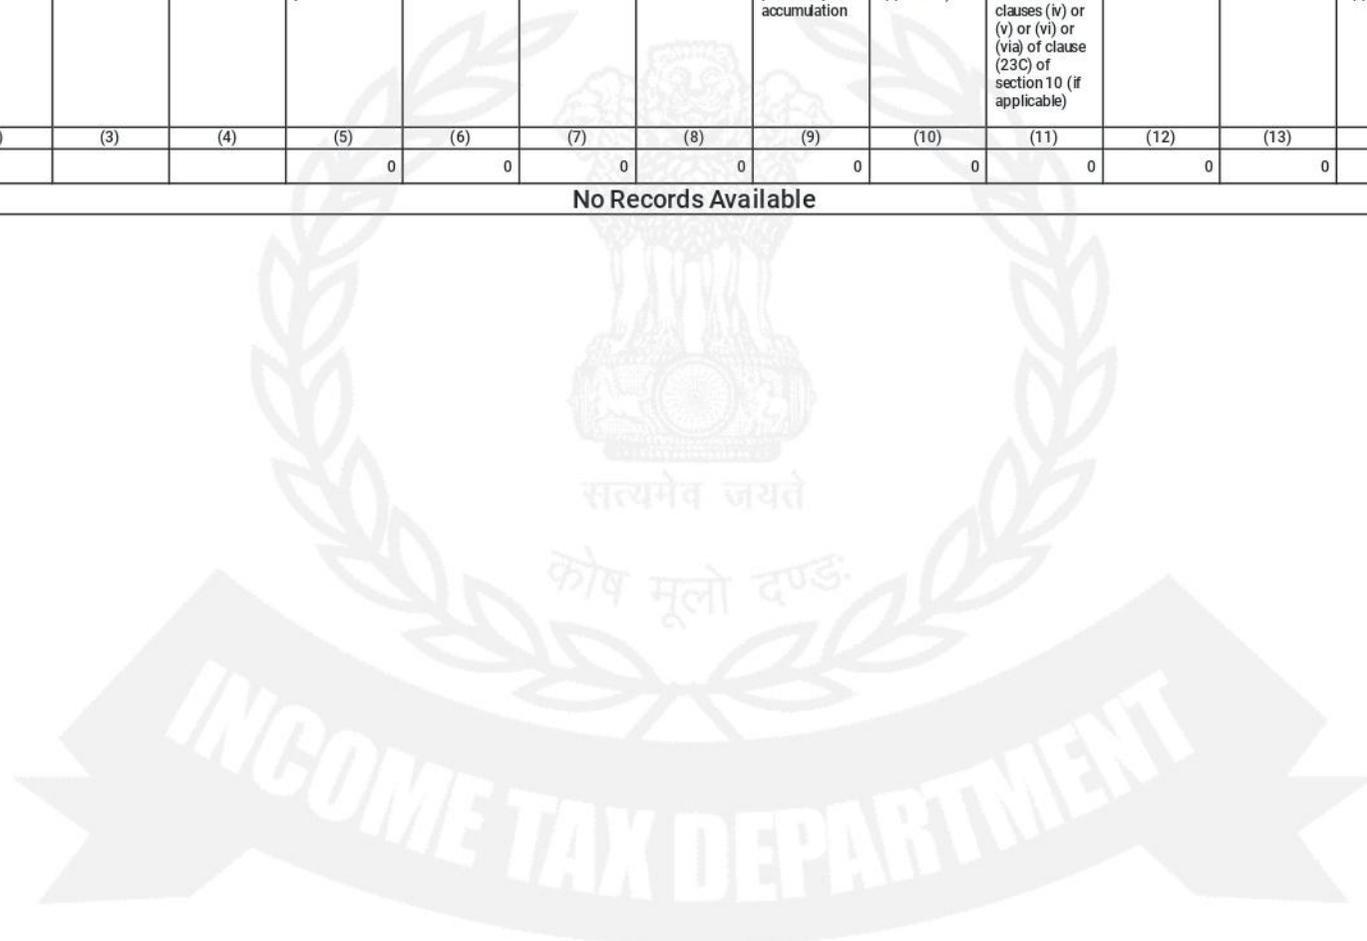 accumulation
clauses (iv) or
(v) or (vi) or
(via) of clause
(23C) of
section 10 (if
applicable)
) (3) (4) (5) (6) (7) (8) (9) (10) (11) (12) (13)
0 0 0 0 0 0 0 0 0
No Records Available
सत्यमेव जयते
कोष मूलो दण्डः
INCOME TAX DEPARTMENT